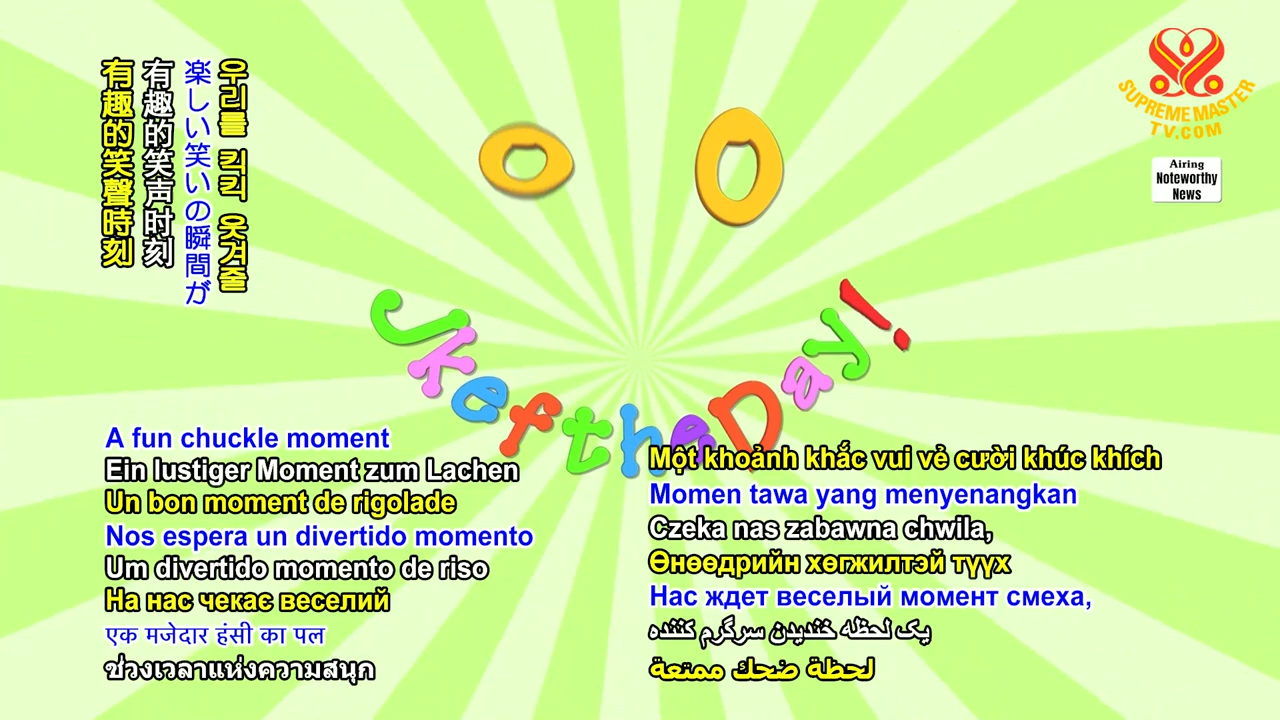 우리를 킥킥 웃겨줄
楽しい笑いの瞬間が
有趣的笑声时刻
有趣的笑聲時刻
SUPREME MASTER
TV.COM
Airing
Noteworthy
News
O O
JkeftheDay!
A fun chuckle moment
Ein lustiger Moment zum Lachen
Un bon moment de rigolade
Nos espera un divertido momento
Um divertido momento de riso
На нас чекає веселий
एक मजेदार हंसी का पल
ช่วงเวลาแห่งความสนุก
Một khoảnh khắc vui vẻ cười khúc khích
Momen tawa yang menyenangkan
Czeka nas zabawna chwila,
Өнөөдрийн хөгжилтэй түүх
Нас ждет веселый момент смеха,
یک لحظه خندیدن سرگرم کننده
لحظة ضحك ممتعة